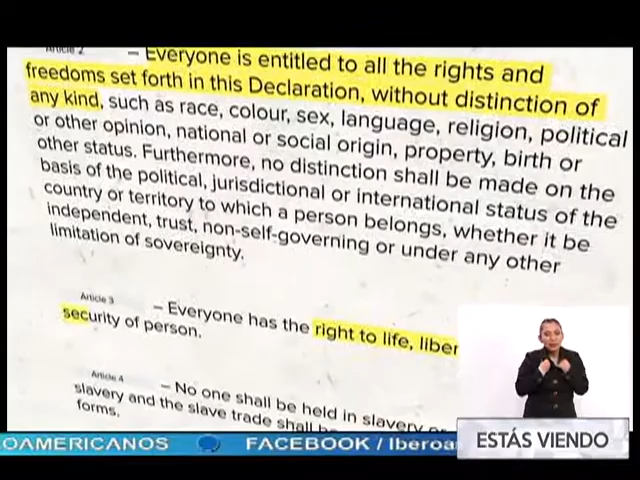 Article 2 — Everyone is entitled to all the rights and
freedoms set forth in this Declaration, without distinction of
any kind, such as race, colour, sex, language, religion, political
or other opinion, national or social origin, property, birth or
other status. Furthermore, no distinction shall be made on the
basis of the political, jurisdictional or international status of the
country or territory to which a person belongs, whether it be
independent, trust, non-self-governing or under any other
limitation of sovereignty.
Article 3 — Everyone has the right to life, liber
security of person.
Article 4 — No one shall be held in slavery or
slavery and the slave trade shall be
forms.
OAMERICANOS FACEBOOK / Iberoa
ESTÁS VIENDO